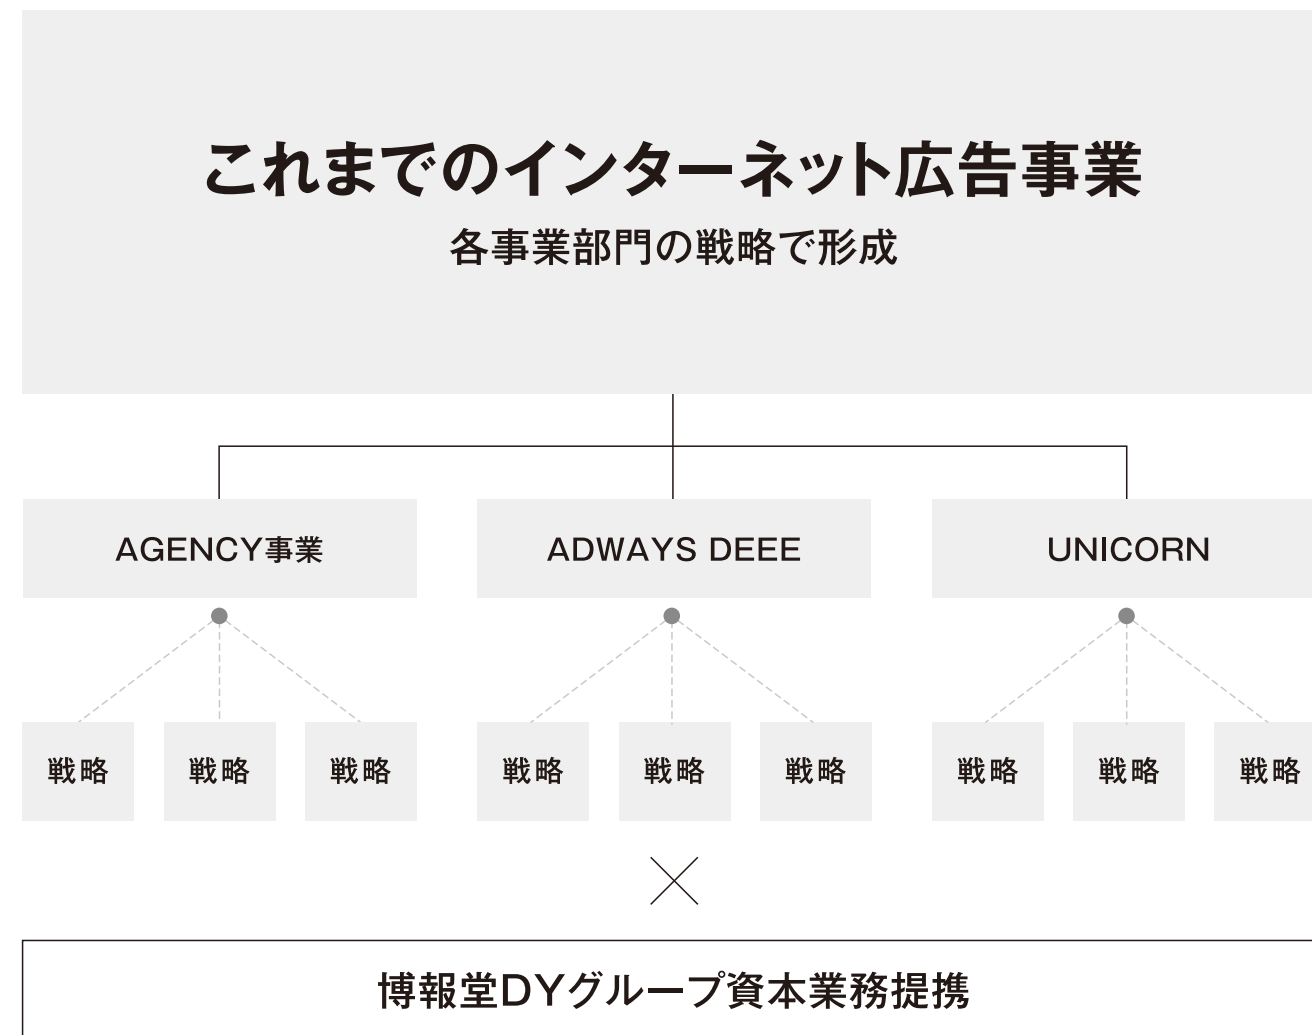 これまでのインターネット広告事業
各事業部門の戦略で形成
AGENCY事業
ADWAYS DEEE
UNICORN
戦略
戦略
戦略
戦略
戦略
戦略
戦略
戦略
戦略
博報堂DYグループ資本業務提携